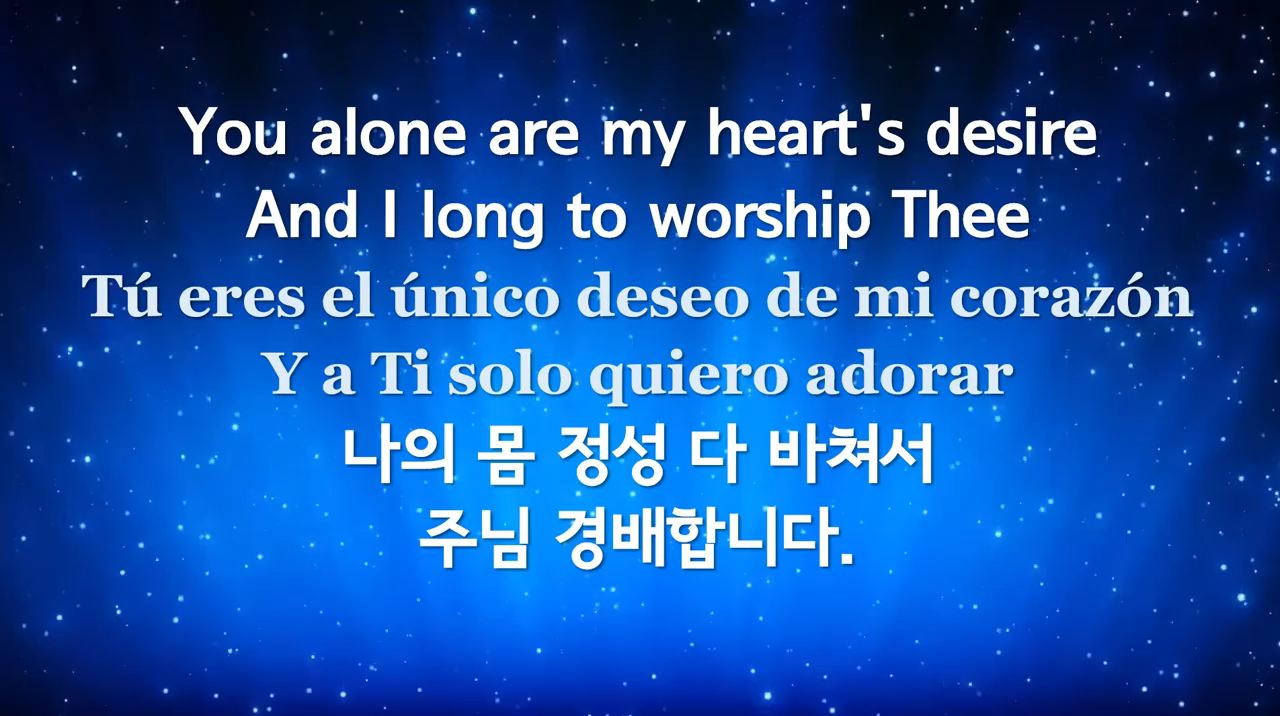 You alone are my heart's desire
And I long to worship Thee
Tú eres el único deseo de mi corazón
Y a Ti solo quiero adorar
나의 몸 정성 다 바쳐서
주님 경배합니다.